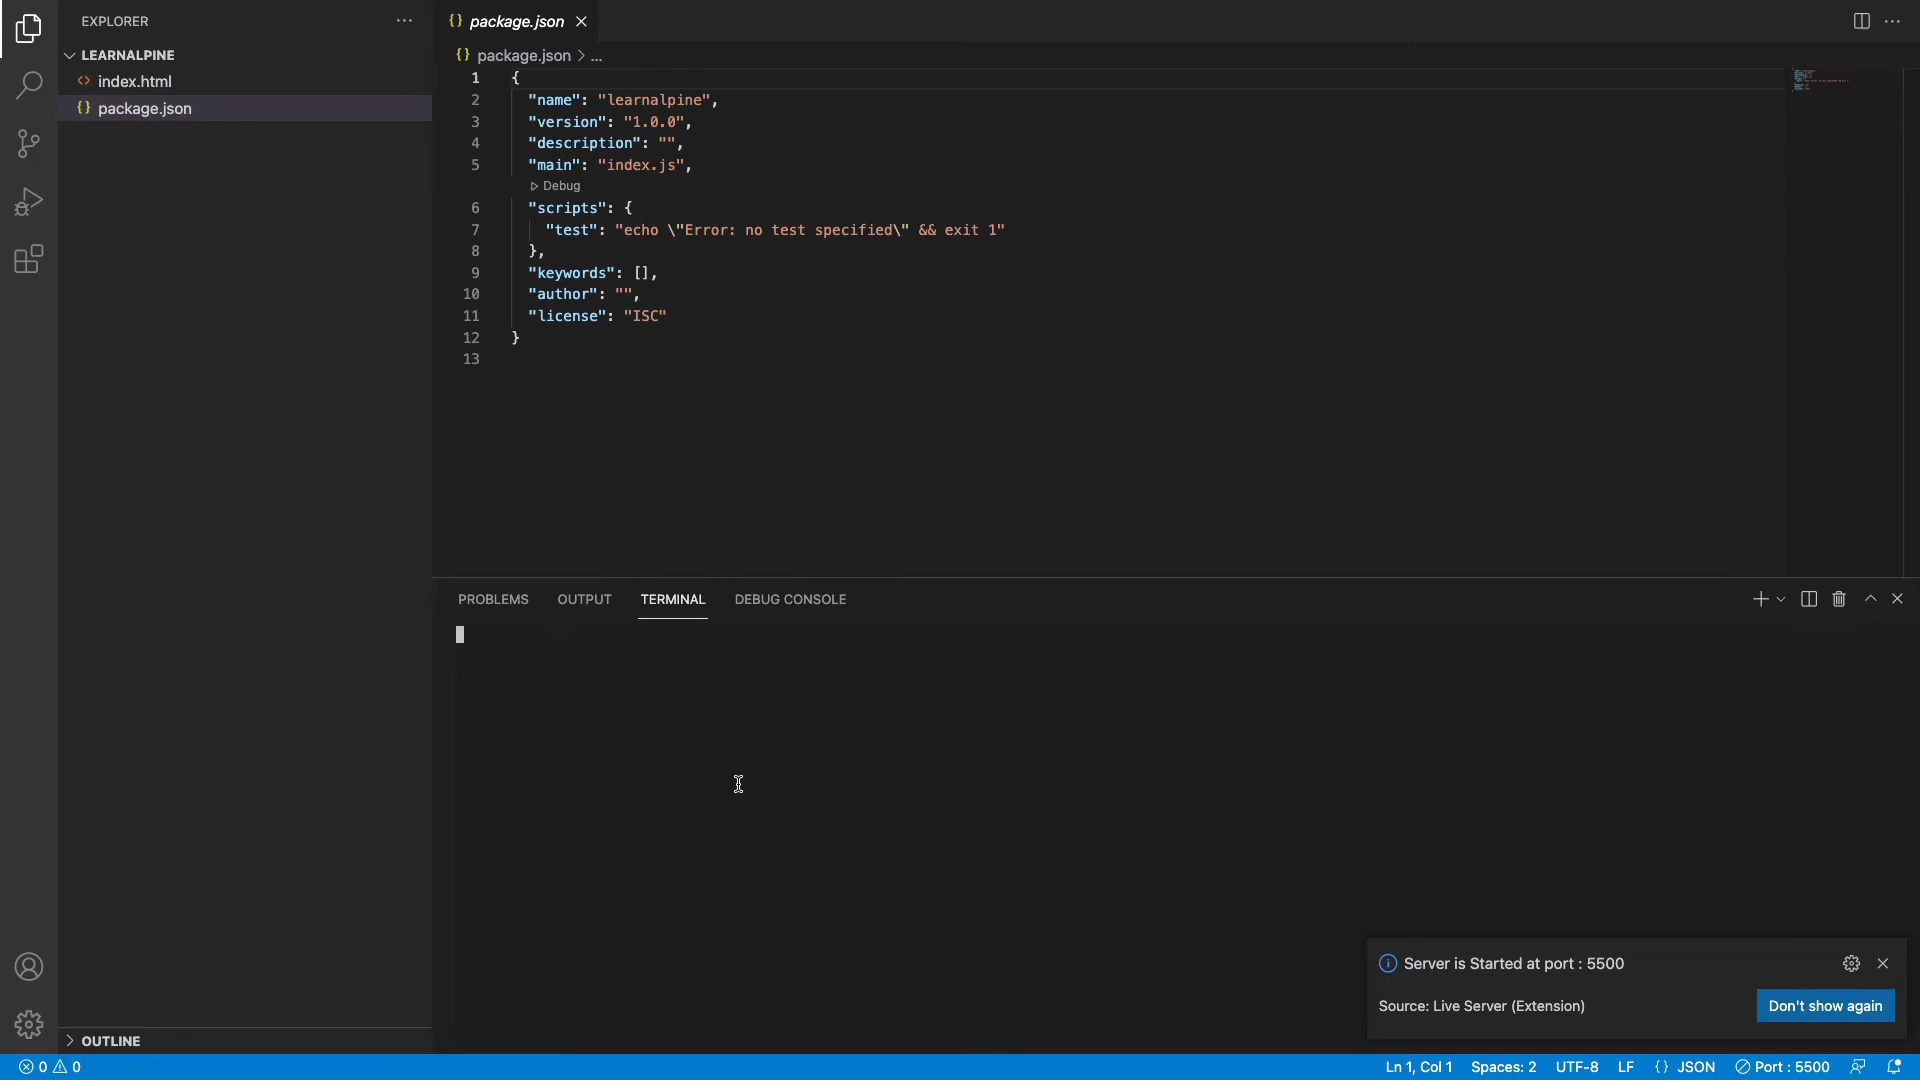 EXPLORER
LEARNALPINE
index.html
package.json
OUTLINE
package.json
package.json > ...
1 {
2 "name": "learnalpine",
3 "version": "1.0.0",
4 "description": "",
5 "main": "index.js",
Debug
6 "scripts": {
7 "test": "echo \"Error: no test specified\" && exit 1"
8 },
9 "keywords": [],
10 "author": "",
11 "license": "ISC"
12 }
13
PROBLEMS OUTPUT TERMINAL DEBUG CONSOLE
Server is Started at port : 5500
Source: Live Server (Extension) Don't show again
0 0 Ln 1, Col 1 Spaces: 2 UTF-8 LF {} JSON Port : 5500